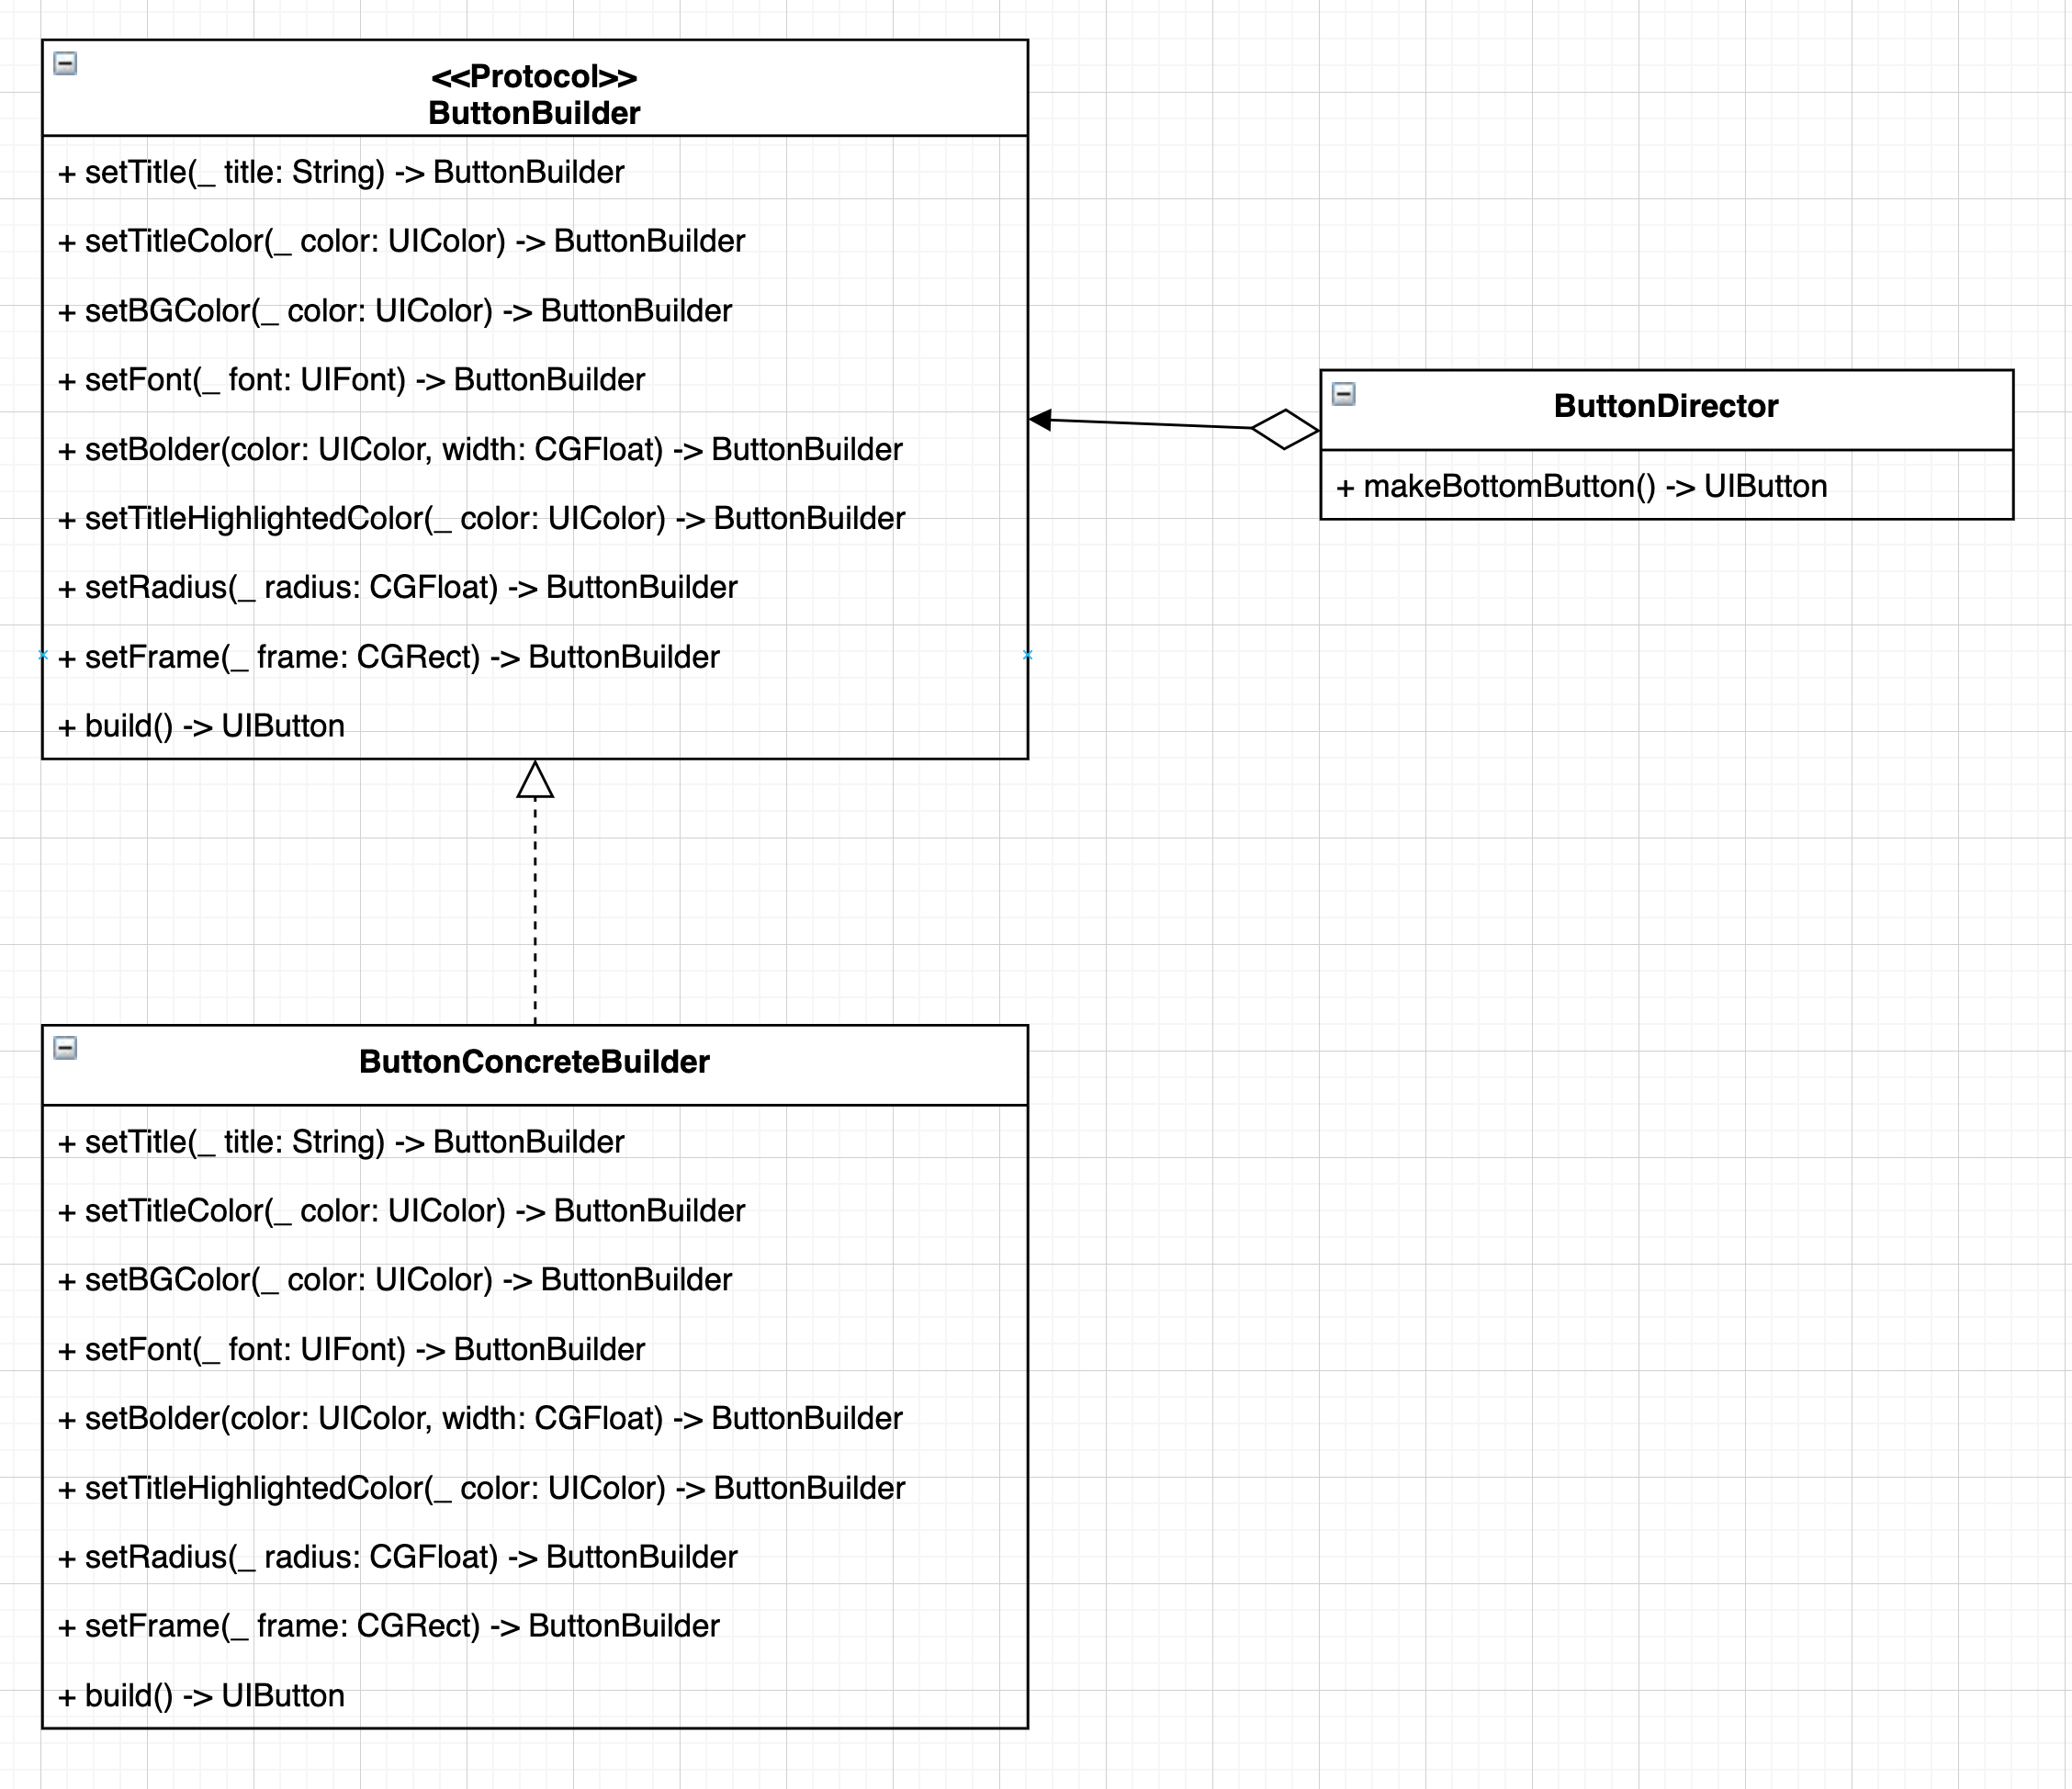 <<Protocol>>
ButtonBuilder
+ setTitle(_ title: String) -> ButtonBuilder
+ setTitleColor(_ color: UIColor) -> ButtonBuilder
+ setBGColor(_ color: UIColor) -> ButtonBuilder
+ setFont(_ font: UIFont) -> ButtonBuilder
+ setBolder(color: UIColor, width: CGFloat) -> ButtonBuilder
+ setTitleHighlightedColor(_ color: UIColor) -> ButtonBuilder
+ setRadius(_ radius: CGFloat) -> ButtonBuilder
+ setFrame(_ frame: CGRect) -> ButtonBuilder
+ build() -> UIButton
ButtonDirector
+ makeBottomButton() -> UIButton
ButtonConcreteBuilder
+ setTitle(_ title: String) -> ButtonBuilder
+ setTitleColor(_ color: UIColor) -> ButtonBuilder
+ setBGColor(_ color: UIColor) -> ButtonBuilder
+ setFont(_ font: UIFont) -> ButtonBuilder
+ setBolder(color: UIColor, width: CGFloat) -> ButtonBuilder
+ setTitleHighlightedColor(_ color: UIColor) -> ButtonBuilder
+ setRadius(_ radius: CGFloat) -> ButtonBuilder
+ setFrame(_ frame: CGRect) -> ButtonBuilder
+ build() -> UIButton